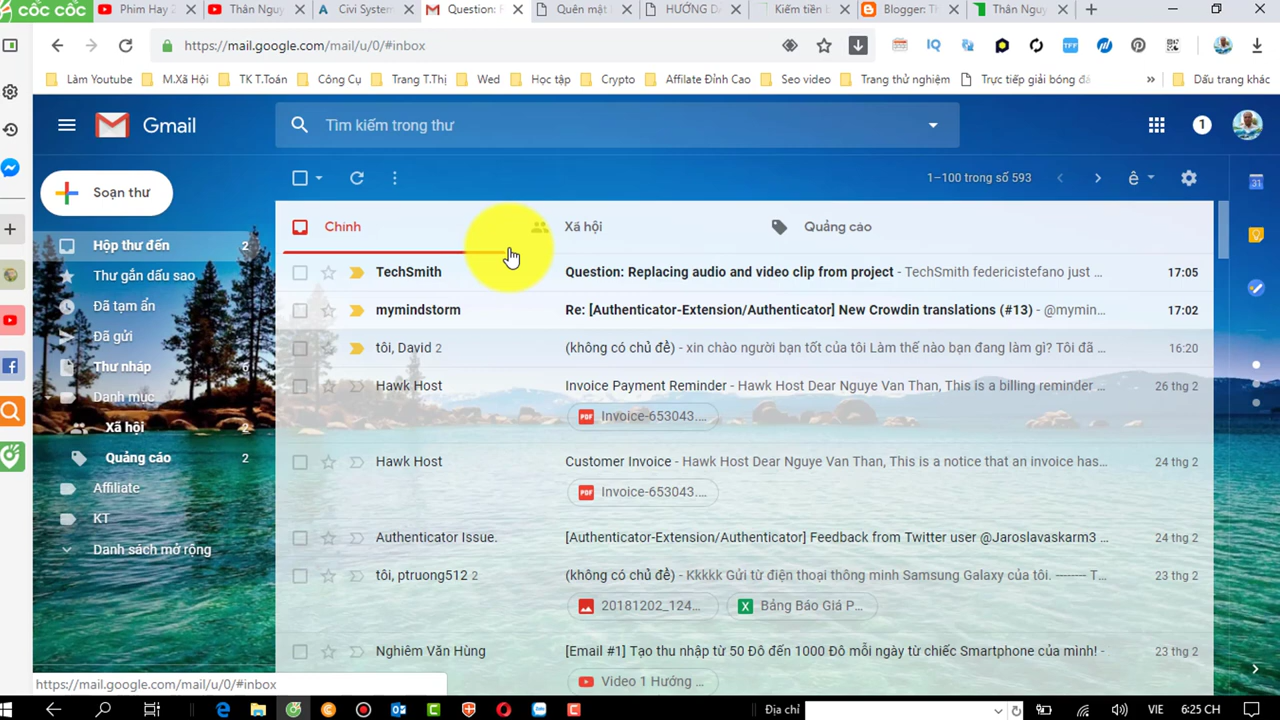 cốc cốc
Phim Hay 2
Thân Nguy
Civi System
Question: F
Quên mật
HƯỚNG D
Kiếm tiền b
Blogger: Th
Thân Nguy
https://mail.google.com/mail/u/0/#inbox
IQ
TFF
Làm Youtube
M.Xã Hội
TK T.Toán
Công Cụ
Trang T.Thị
Wed
Học tập
Crypto
Affilate Đỉnh Cao
Seo video
Trang thử nghiệm
Trực tiếp giải bóng đá
Dấu trang khác
Gmail
Tìm kiếm trong thư
1
Soạn thư
1–100 trong số 593
ê
31
Chính
Xã hội
Quảng cáo
Hộp thư đến 2
Thư gắn dấu sao
Đã tạm ẩn
Đã gửi
Thư nháp 6
Danh mục
Xã hội 2
Quảng cáo 2
Affiliate
KT
Danh sách mở rộng
TechSmith Question: Replacing audio and video clip from project - TechSmith federicistefano just ... 17:05
mymindstorm Re: [Authenticator-Extension/Authenticator] New Crowdin translations (#13) - @mymin... 17:02
tôi, David 2 (không có chủ đề) - xin chào người bạn tốt của tôi Làm thế nào bạn đang làm gì? Tôi đã ... 16:20
Hawk Host Invoice Payment Reminder - Hawk Host Dear Nguye Van Than, This is a billing reminder ... 26 thg 2
PDF Invoice-653043....
Hawk Host Customer Invoice - Hawk Host Dear Nguye Van Than, This is a notice that an invoice has... 24 thg 2
PDF Invoice-653043....
Authenticator Issue. [Authenticator-Extension/Authenticator] Feedback from Twitter user @Jaroslavaskarm3 ... 24 thg 2
tôi, ptruong512 2 (không có chủ đề) - Kkkkk Gửi từ điện thoại thông minh Samsung Galaxy của tôi. -------- T... 23 thg 2
20181202_124...
X Bảng Báo Giá P...
Nghiêm Văn Hùng [Email #1] Tạo thu nhập từ 50 Đô đến 1000 Đô mỗi ngày từ chiếc Smartphone của mình! - 23 thg 2
Video 1 Hướng ...
https://mail.google.com/mail/u/0/#inbox
Địa chỉ
VIE
6:25 CH